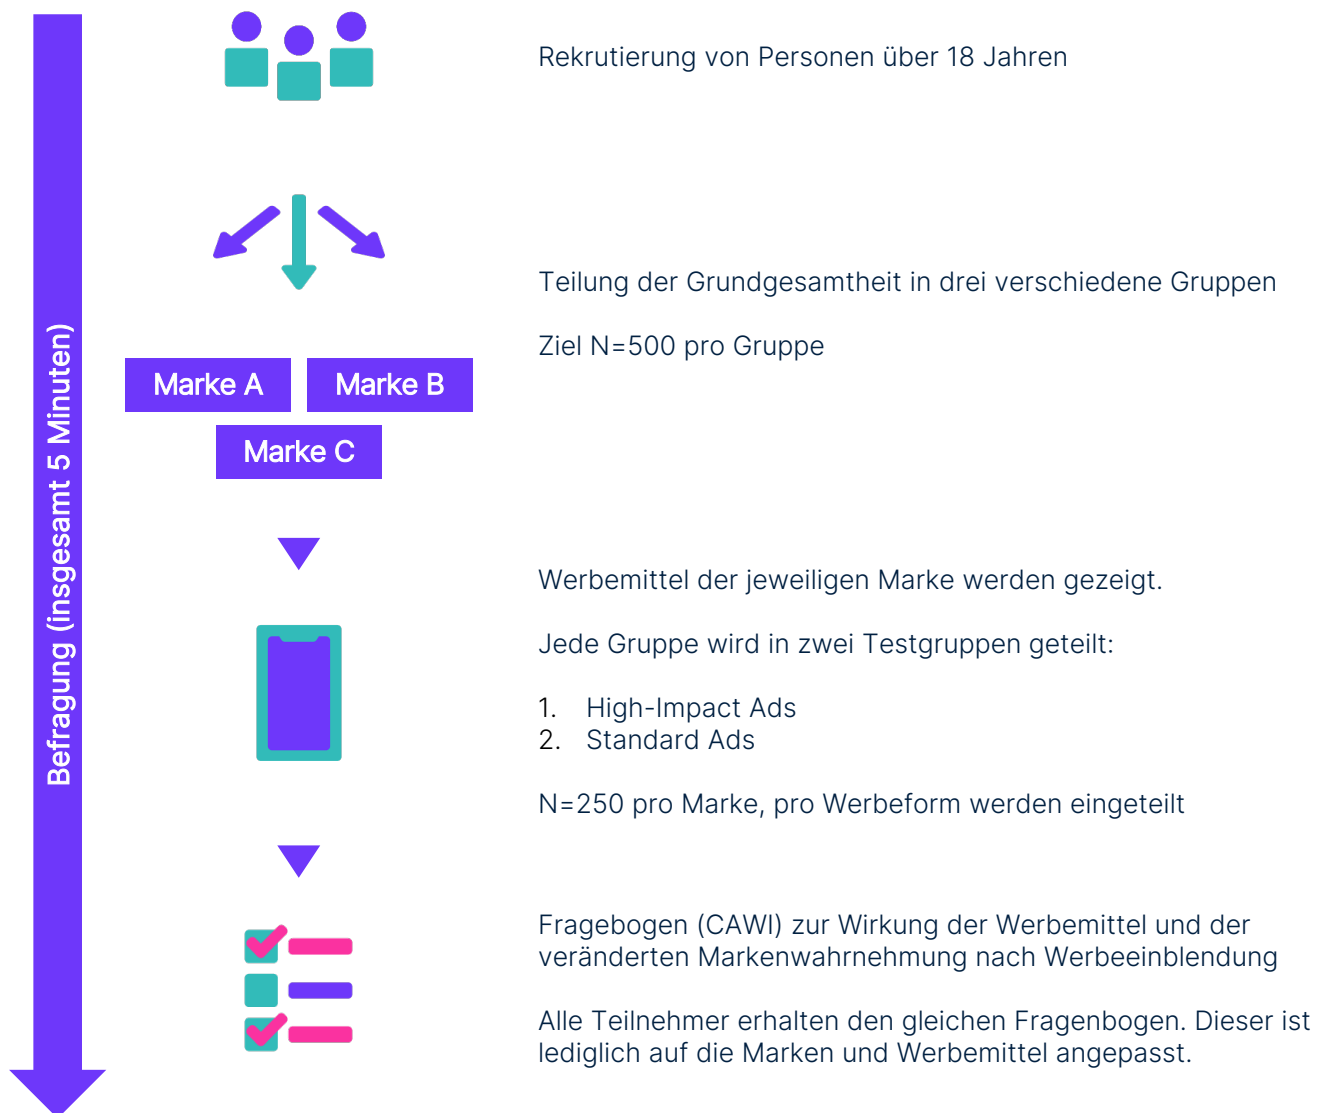 Befragung (insgesamt 5 Minuten)
Rekrutierung von Personen über 18 Jahren
Teilung der Grundgesamtheit in drei verschiedene Gruppen
Ziel N=500 pro Gruppe
Marke A
Marke B
Marke C
Werbemittel der jeweiligen Marke werden gezeigt.
Jede Gruppe wird in zwei Testgruppen geteilt:
1. High-Impact Ads
2. Standard Ads
N=250 pro Marke, pro Werbeform werden eingeteilt
Fragebogen (CAWI) zur Wirkung der Werbemittel und der
veränderten Markenwahrnehmung nach Werbeeinblendung
Alle Teilnehmer erhalten den gleichen Fragenbogen. Dieser ist
lediglich auf die Marken und Werbemittel angepasst.